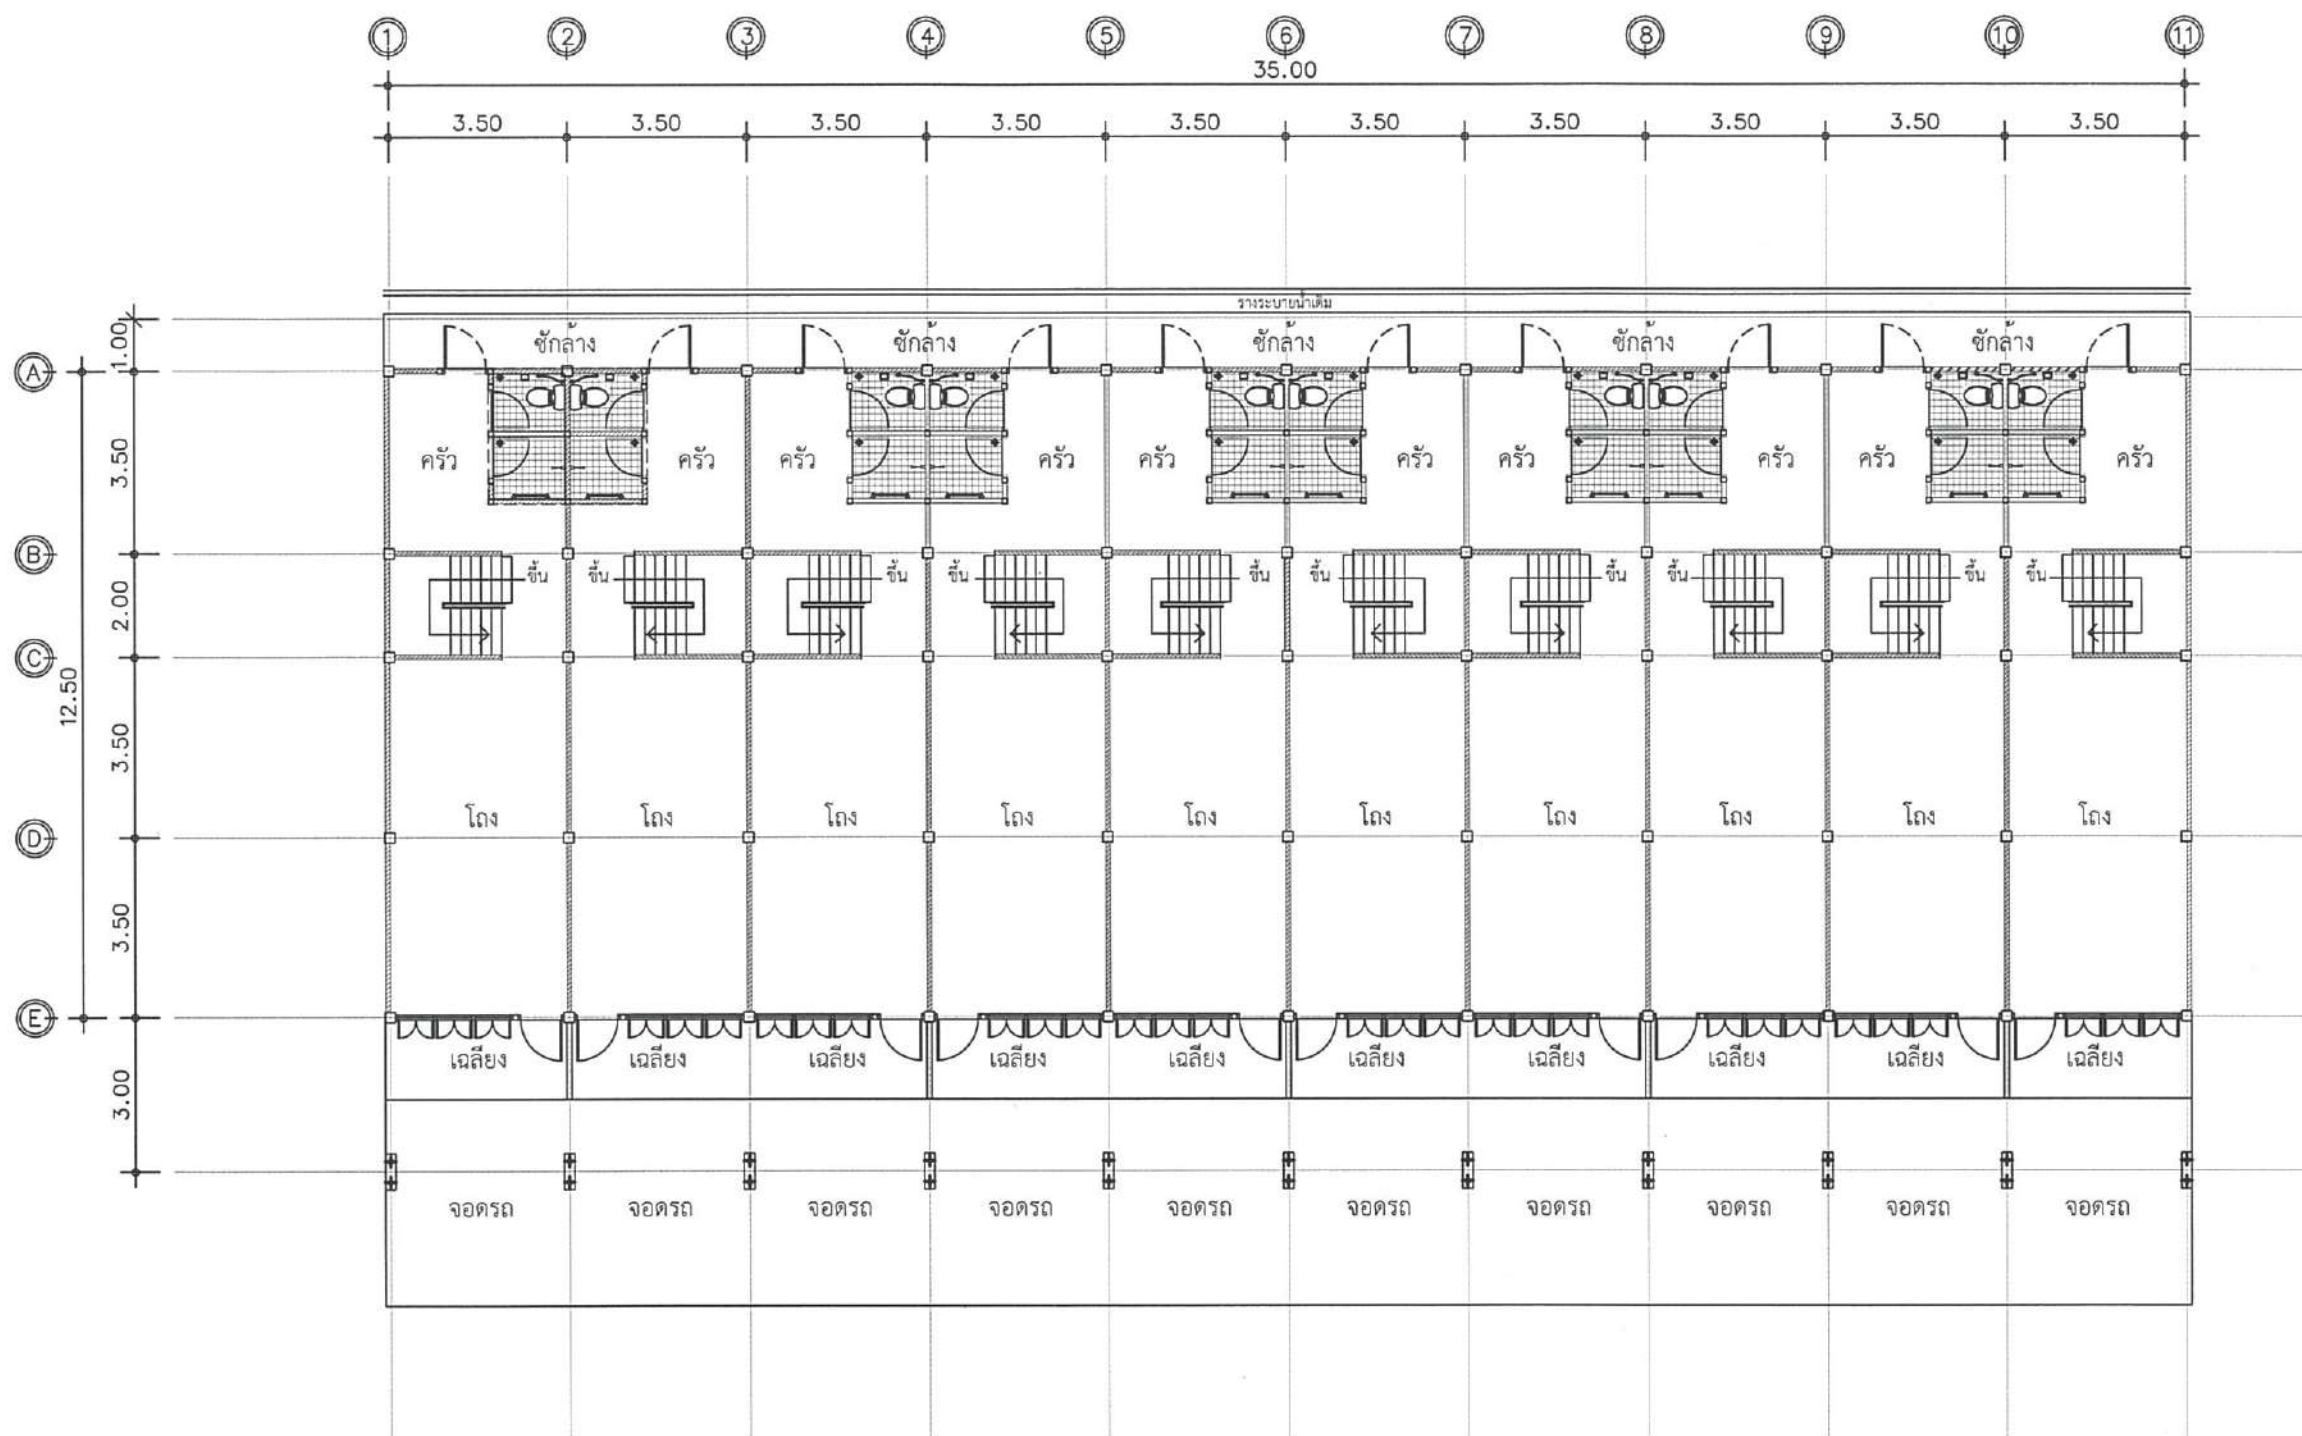 1 2 3 4 5 6 7 8 9 10 11
35.00
3.50 3.50 3.50 3.50 3.50 3.50 3.50 3.50 3.50 3.50
รางระบายน้ำเดิม
1.00
ซักล้าง ซักล้าง ซักล้าง ซักล้าง ซักล้าง
A
3.50
ครัว ครัว ครัว ครัว ครัว ครัว ครัว ครัว ครัว ครัว
B
ขึ้น ขึ้น ขึ้น ขึ้น ขึ้น ขึ้น ขึ้น ขึ้น ขึ้น ขึ้น
2.00
C
12.50
3.50
โถง โถง โถง โถง โถง โถง โถง โถง โถง โถง
D
3.50
E
เฉลียง เฉลียง เฉลียง เฉลียง เฉลียง เฉลียง เฉลียง เฉลียง เฉลียง เฉลียง
3.00
จอดรถ จอดรถ จอดรถ จอดรถ จอดรถ จอดรถ จอดรถ จอดรถ จอดรถ จอดรถ